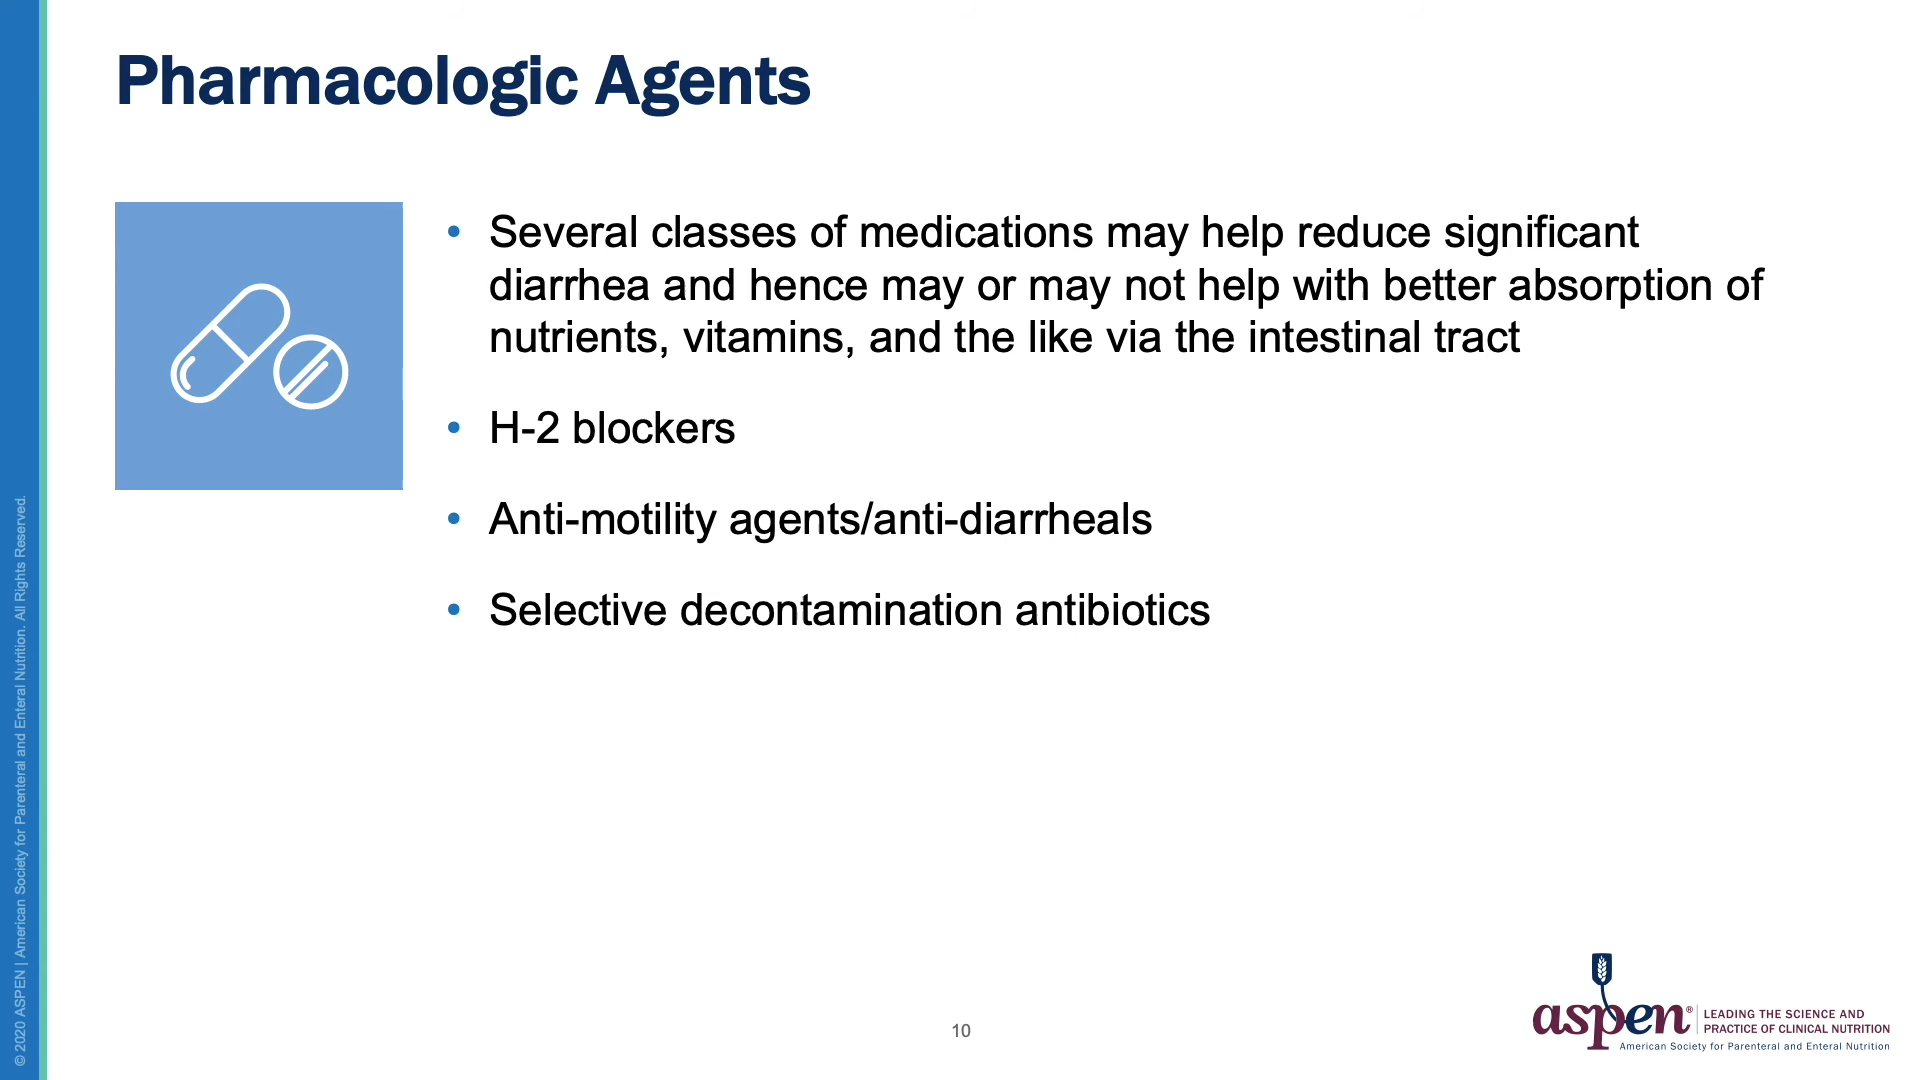 Pharmacologic Agents
• Several classes of medications may help reduce significant
diarrhea and hence may or may not help with better absorption of
nutrients, vitamins, and the like via the intestinal tract
• H-2 blockers
• Anti-motility agents/anti-diarrheals
• Selective decontamination antibiotics
© 2020 ASPEN | American Society for Parenteral and Enteral Nutrition. All Rights Reserved.
10
aspen®
LEADING THE SCIENCE AND
PRACTICE OF CLINICAL NUTRITION
American Society for Parenteral and Enteral Nutrition